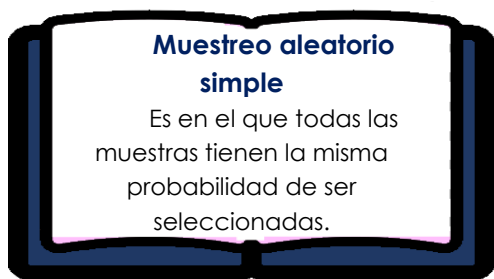 Muestreo aleatorio
simple
Es en el que todas las
muestras tienen la misma
probabilidad de ser
seleccionadas.